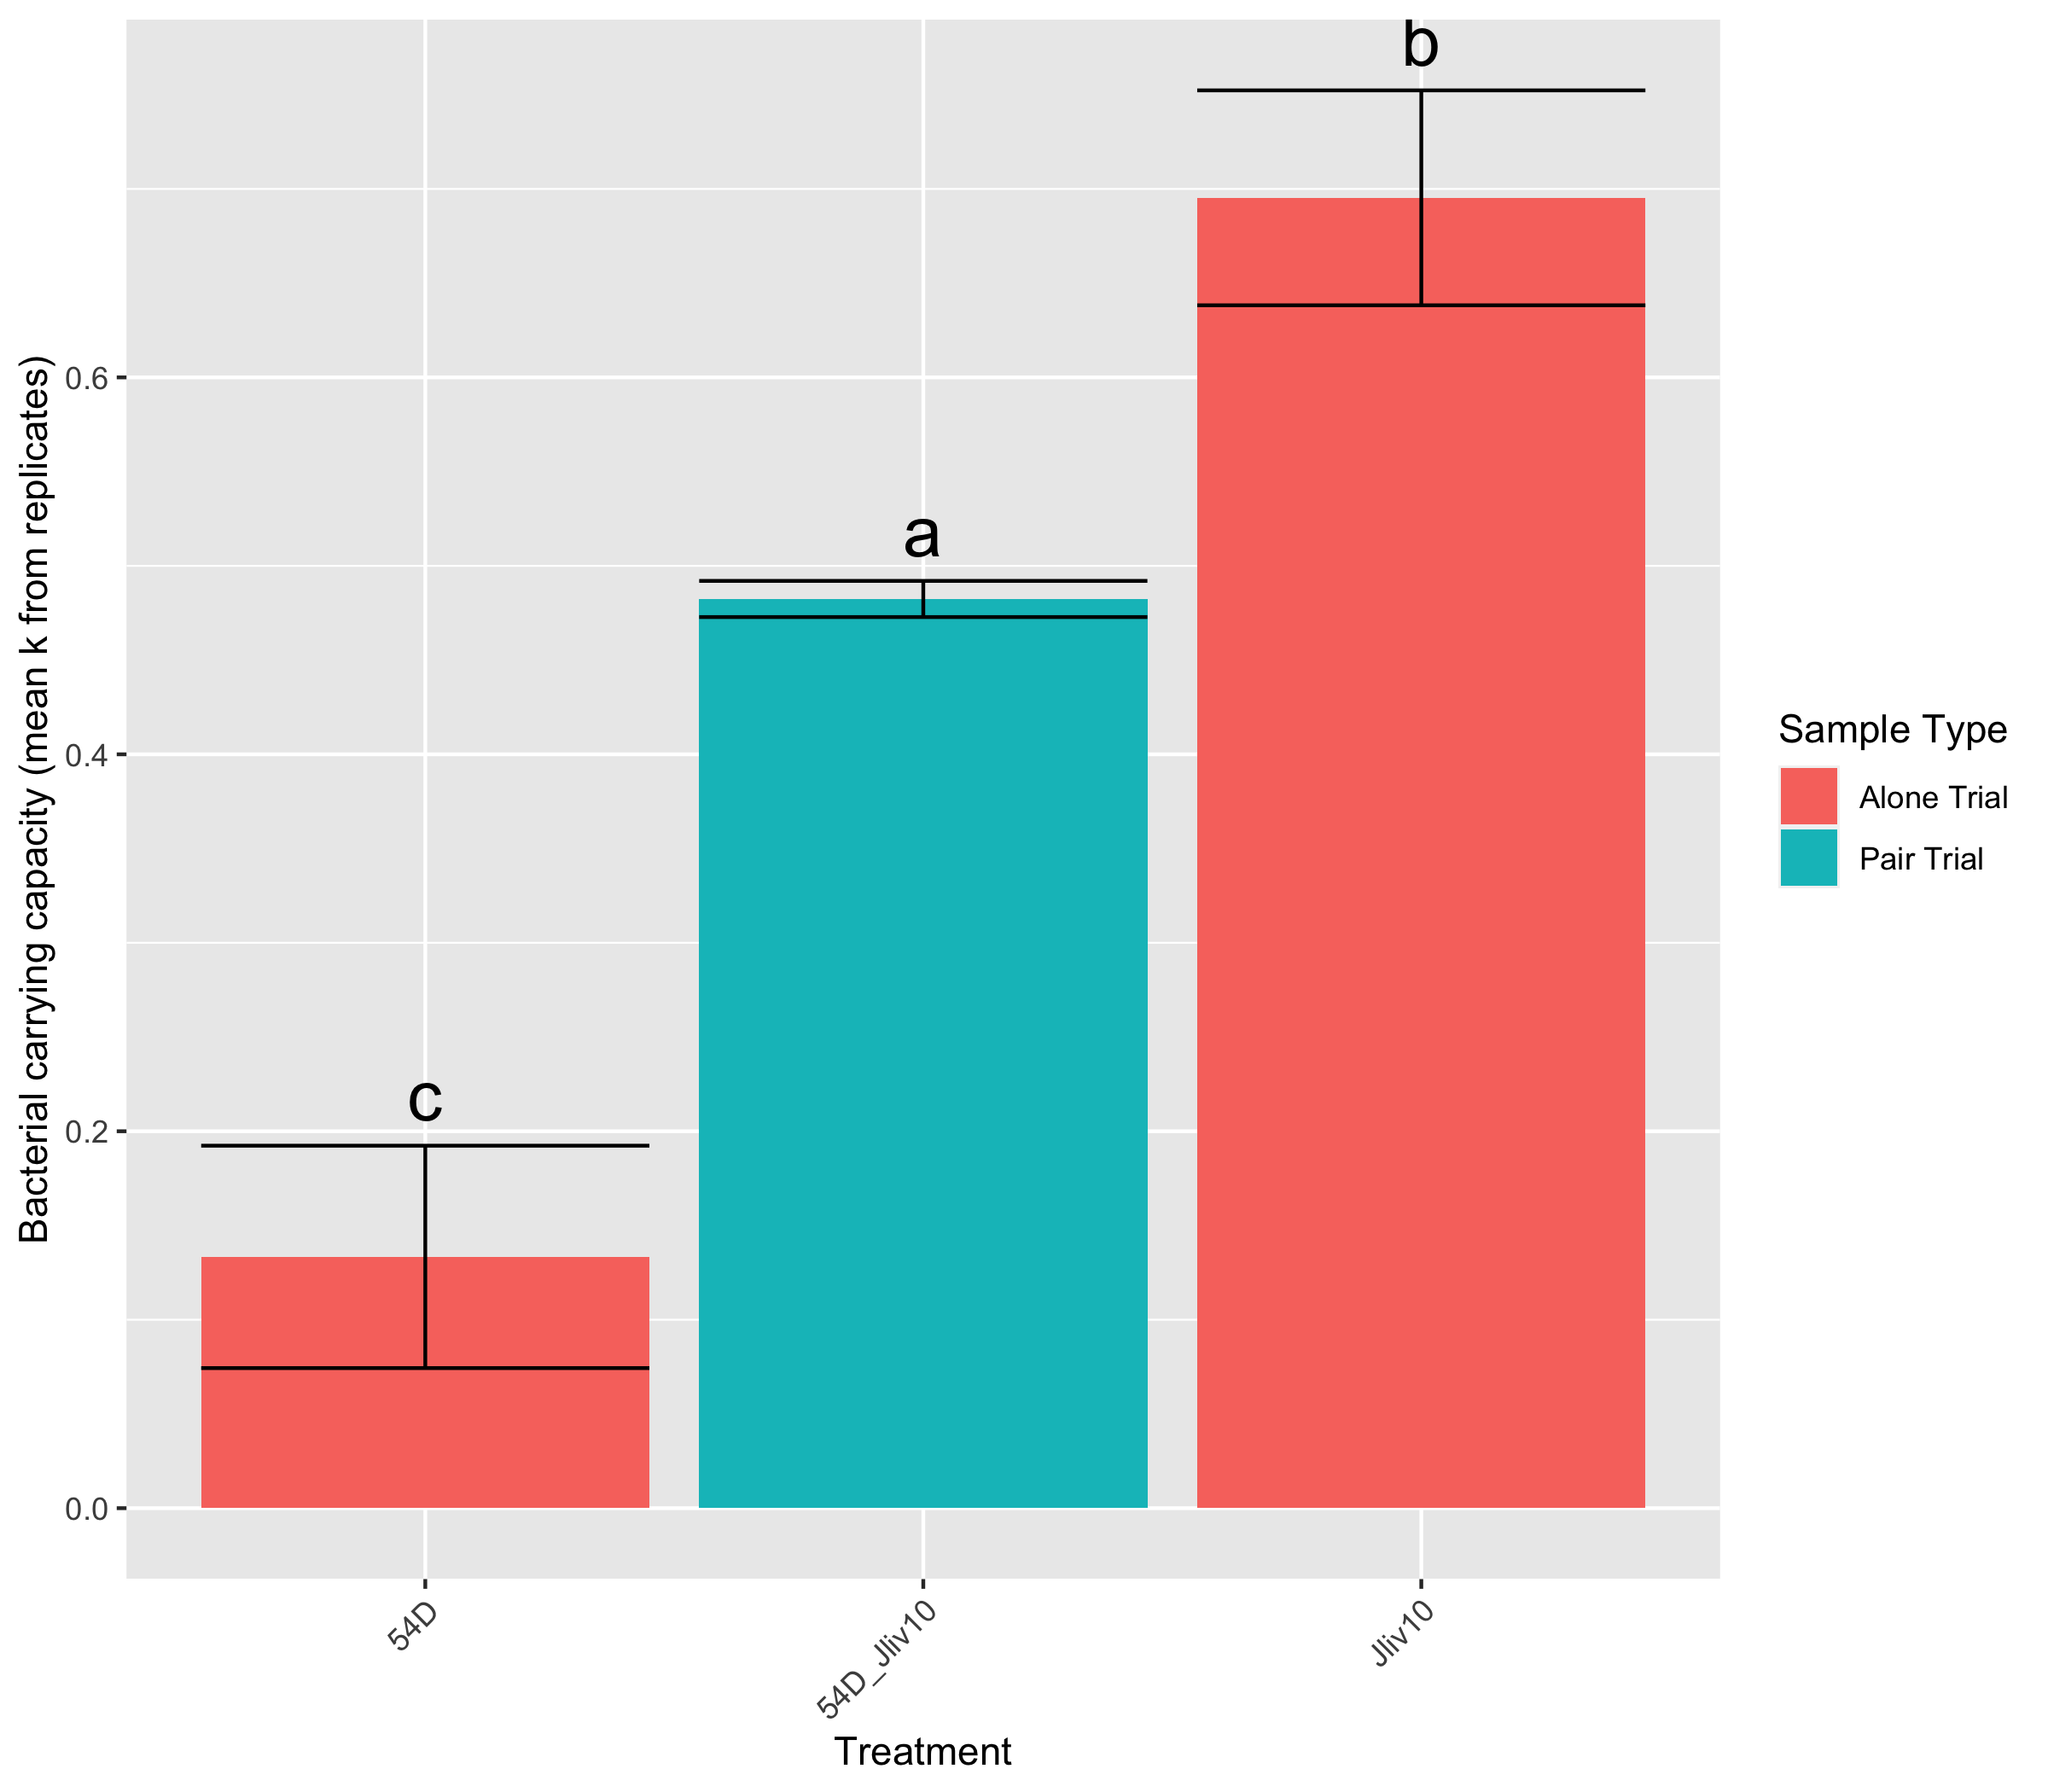 Bacterial carrying capacity (mean k from replicates)
0.6
0.4
0.2
0.0
b
a
c
54D
54D_Jliv10
Jliv10
Treatment
Sample Type
Alone Trial
Pair Trial